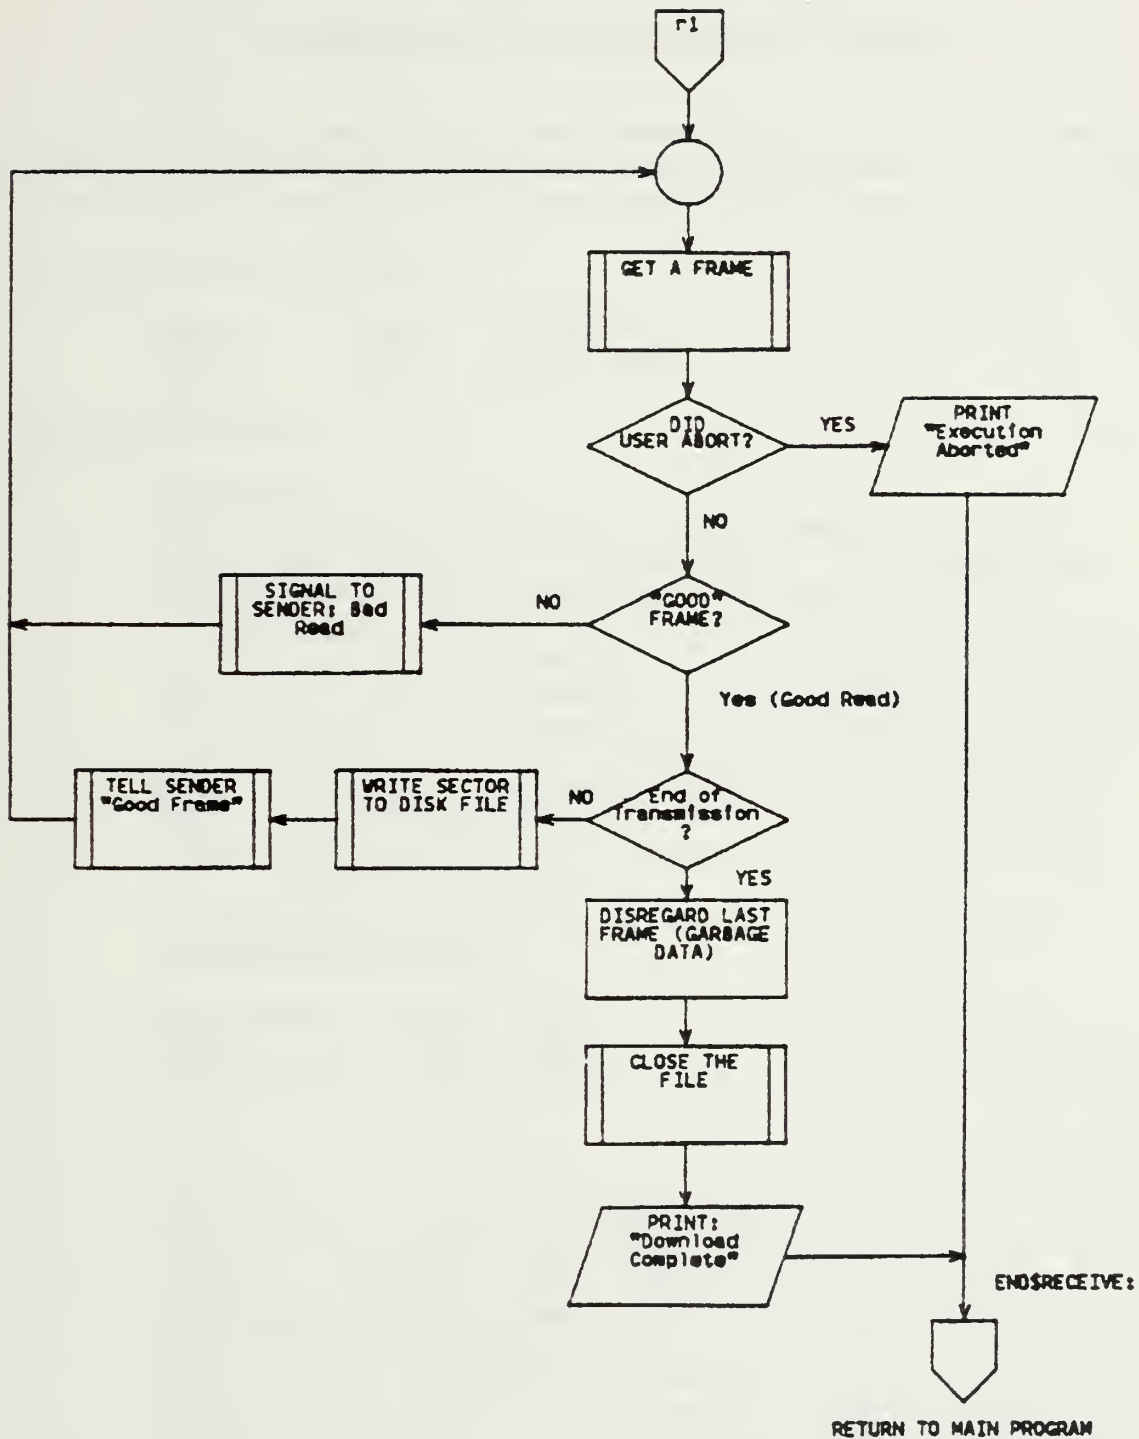 r1
GET A FRAME
DID
USER ABORT?
YES
PRINT
"Execution
Aborted"
NO
"GOOD"
FRAME?
NO
SIGNAL TO
SENDER: Bad
Read
Yes (Good Read)
End of
Transmission
?
NO
WRITE SECTOR
TO DISK FILE
TELL SENDER
"Good Frame"
YES
DISREGARD LAST
FRAME (GARBAGE
DATA)
CLOSE THE
FILE
PRINT:
"Download
Complete"
END$RECEIVE:
RETURN TO MAIN PROGRAM